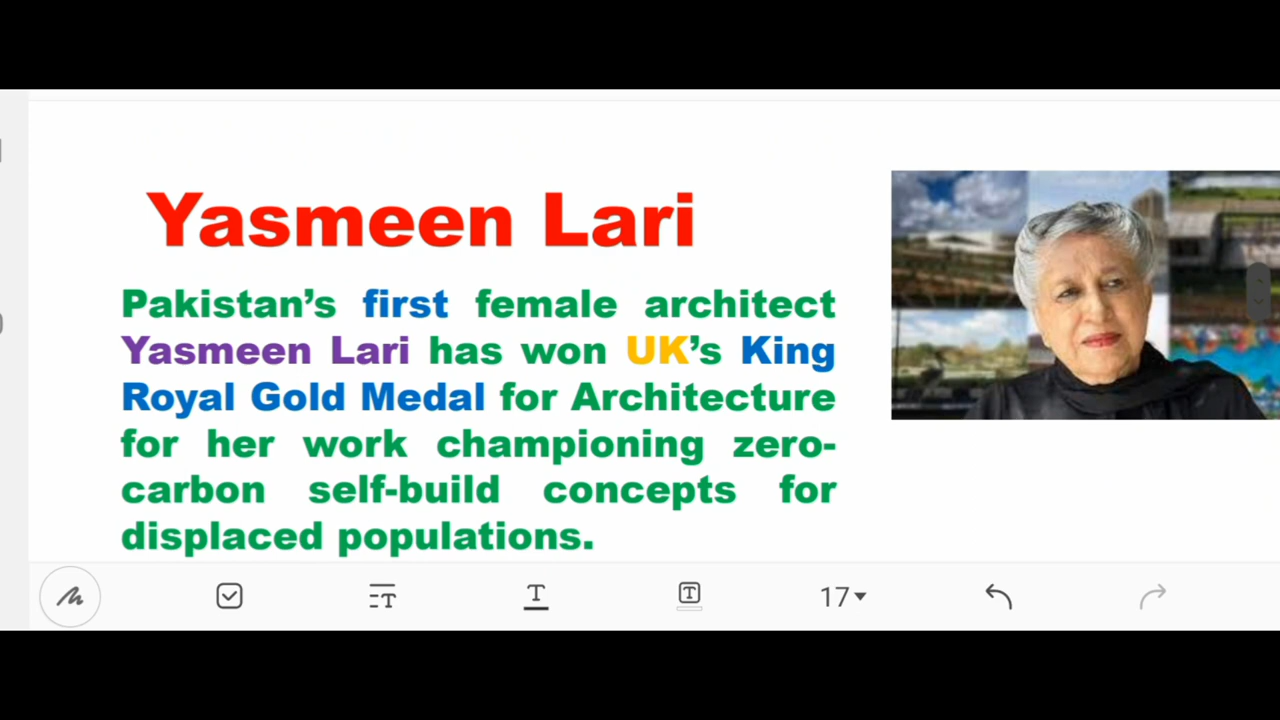 Yasmeen Lari
Pakistan’s first female architect
Yasmeen Lari has won UK’s King
Royal Gold Medal for Architecture
for her work championing zero-
carbon self-build concepts for
displaced populations.
17